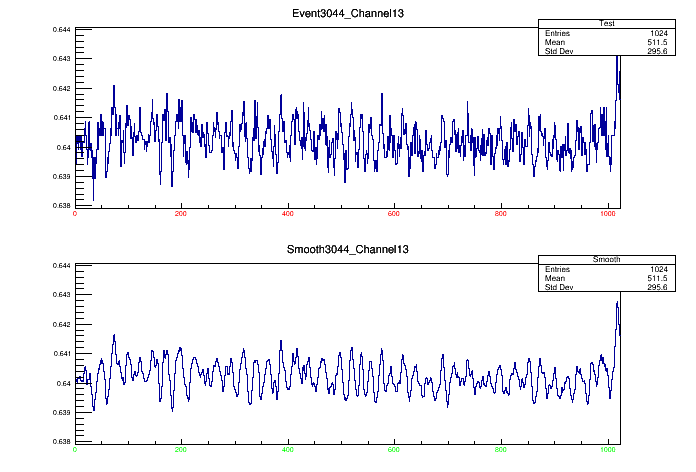 Event3044_Channel13
Test
Entries 1024
Mean 511.5
Std Dev 295.6
0.644
0.643
0.642
0.641
0.64
0.639
0.638
0 200 400 600 800 1000
Smooth3044_Channel13
Smooth
Entries 1024
Mean 511.5
Std Dev 295.6
0.644
0.643
0.642
0.641
0.64
0.639
0.638
0 200 400 600 800 1000